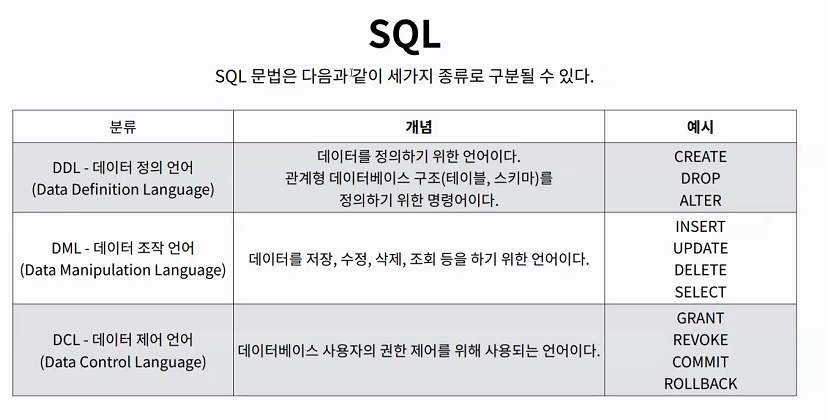 SQL
SQL 문법은 다음과 같이 세가지 종류로 구분될 수 있다.
분류
개념
예시
DDL - 데이터 정의 언어
(Data Definition Language)
데이터를 정의하기 위한 언어이다.
관계형 데이터베이스 구조(테이블, 스키마)를
정의하기 위한 명령어이다.
CREATE
DROP
ALTER
DML - 데이터 조작 언어
(Data Manipulation Language)
데이터를 저장, 수정, 삭제, 조회 등을 하기 위한 언어이다.
INSERT
UPDATE
DELETE
SELECT
DCL - 데이터 제어 언어
(Data Control Language)
데이터베이스 사용자의 권한 제어를 위해 사용되는 언어이다.
GRANT
REVOKE
COMMIT
ROLLBACK